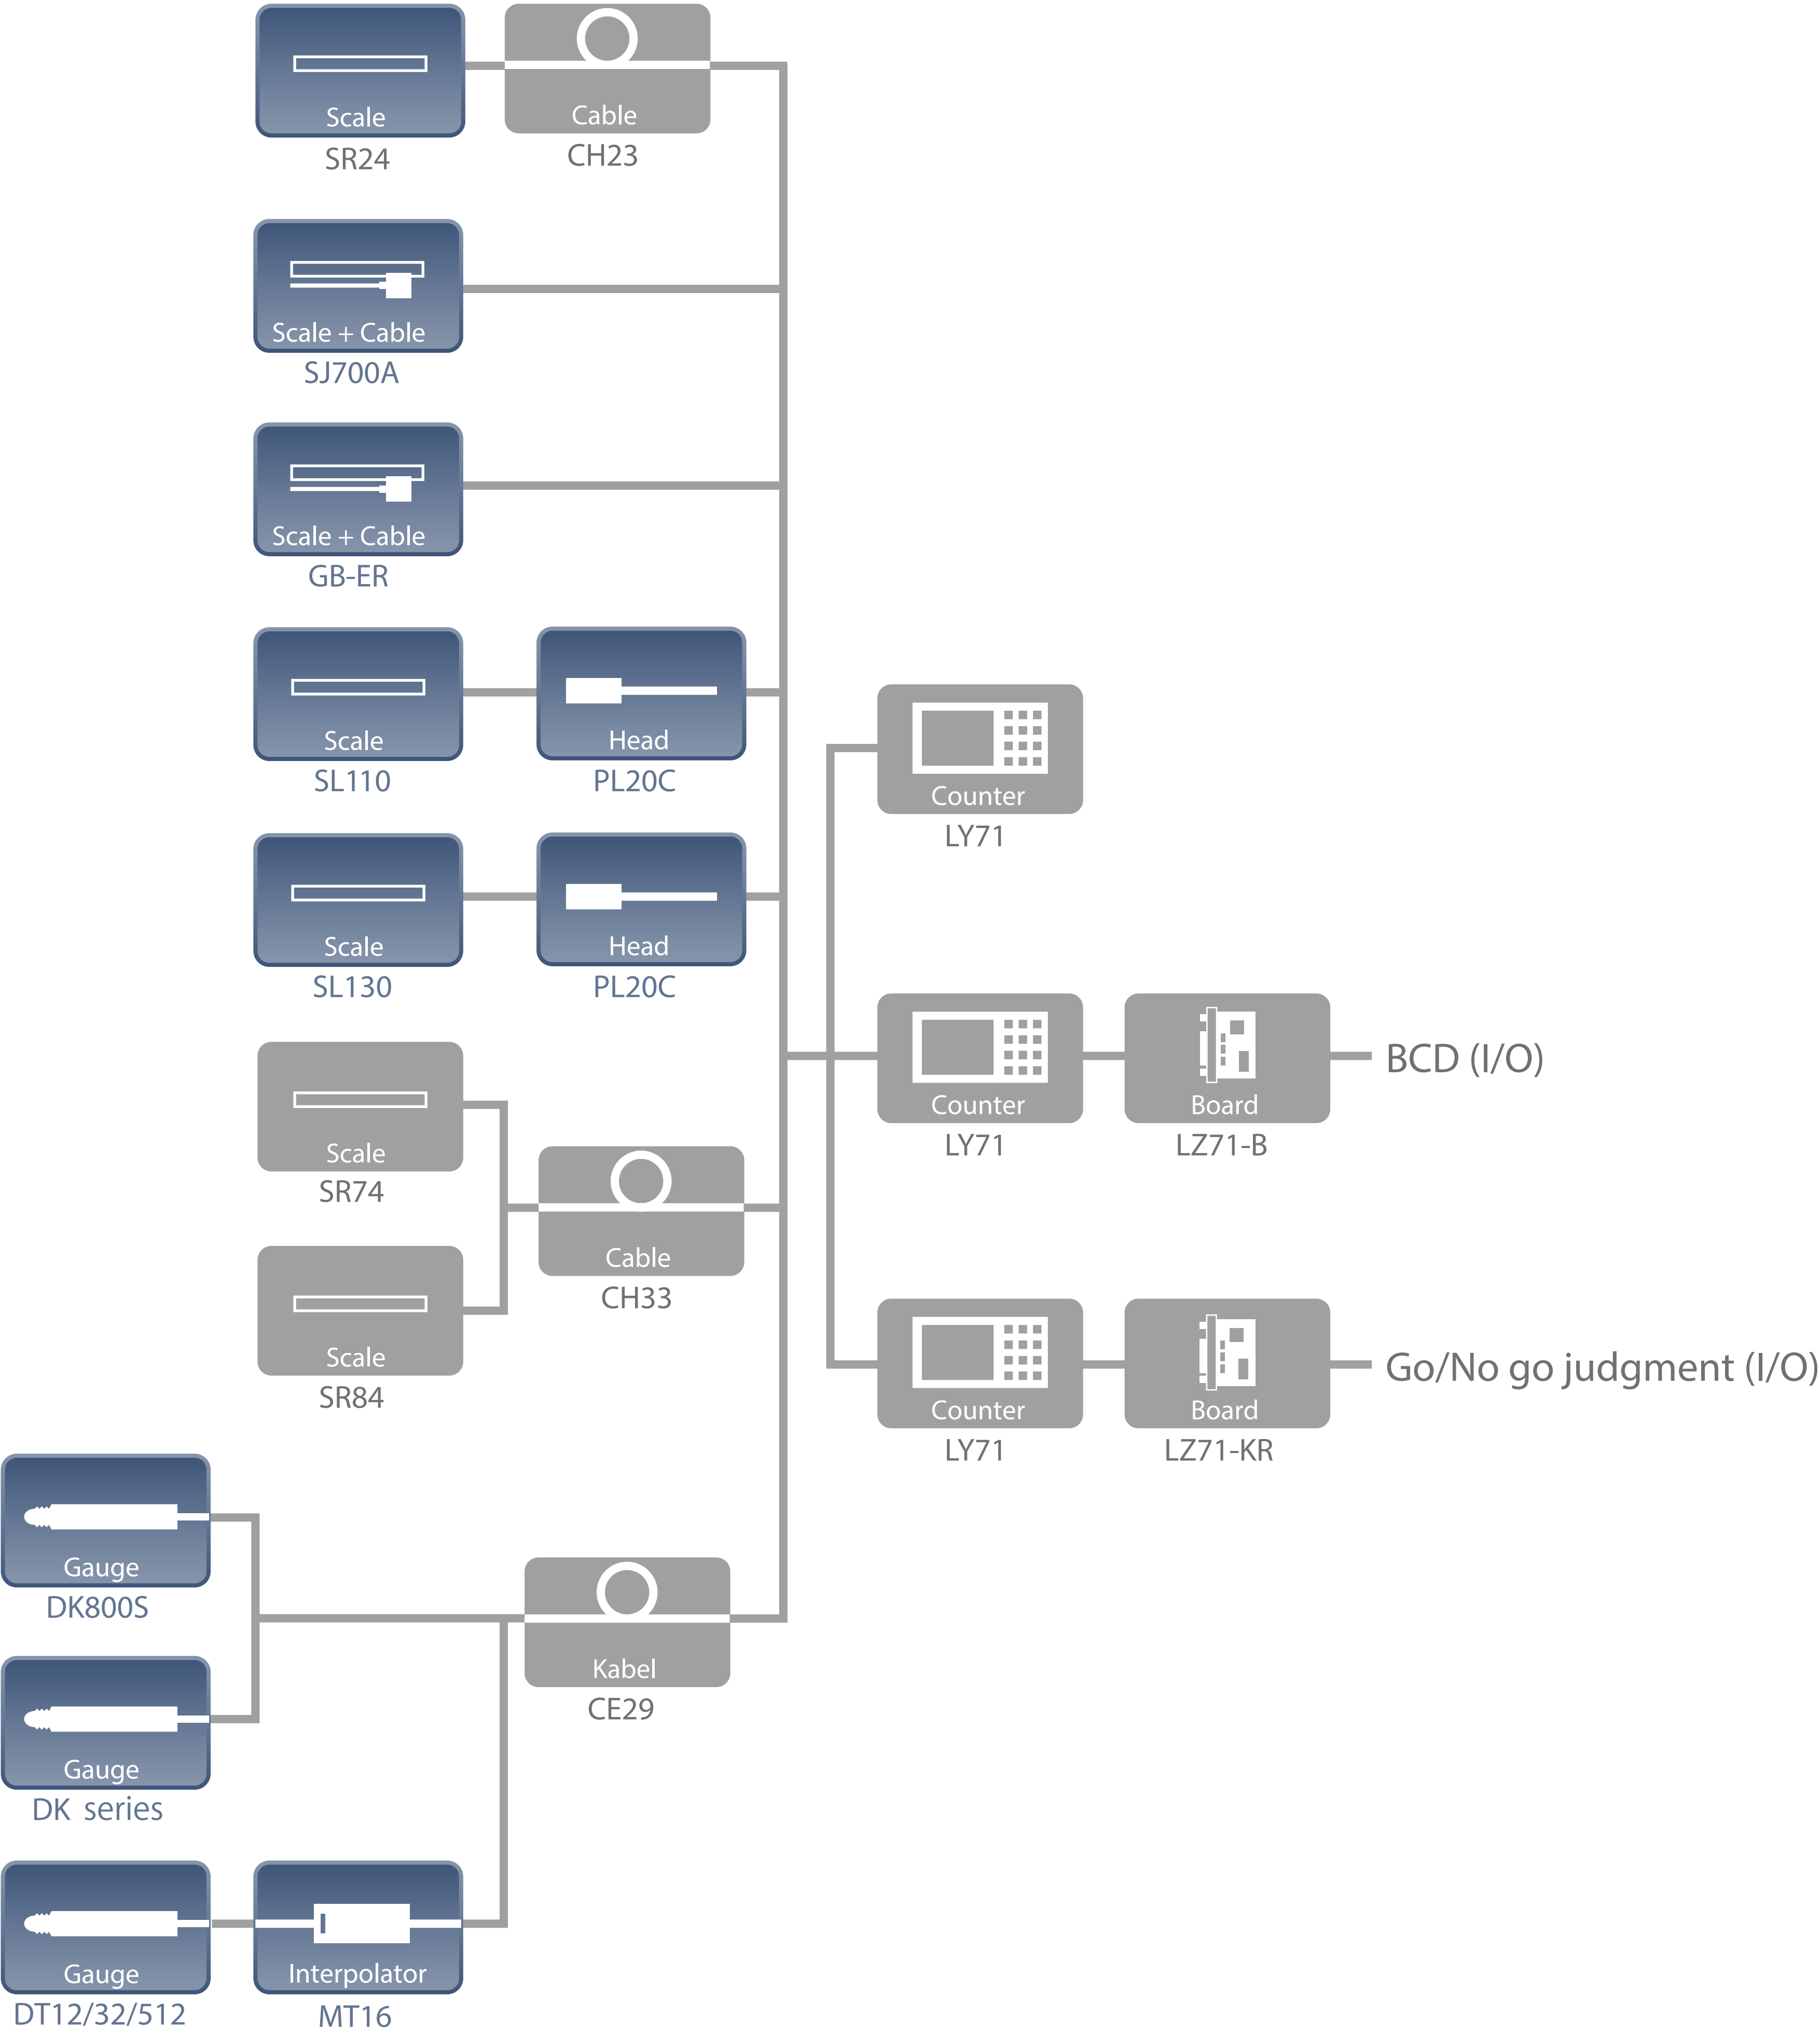 Scale
SR24
Cable
CH23
Scale + Cable
SJ700A
Scale + Cable
GB-ER
Scale
SL110
Head
PL20C
Scale
SL130
Head
PL20C
Scale
SR74
Scale
SR84
Cable
CH33
Gauge
DK800S
Gauge
DK series
Gauge
DT12/32/512
Interpolator
MT16
Kabel
CE29
Counter
LY71
Counter
LY71
Board
LZ71-B
BCD (I/O)
Counter
LY71
Board
LZ71-KR
Go/No go judgment (I/O)